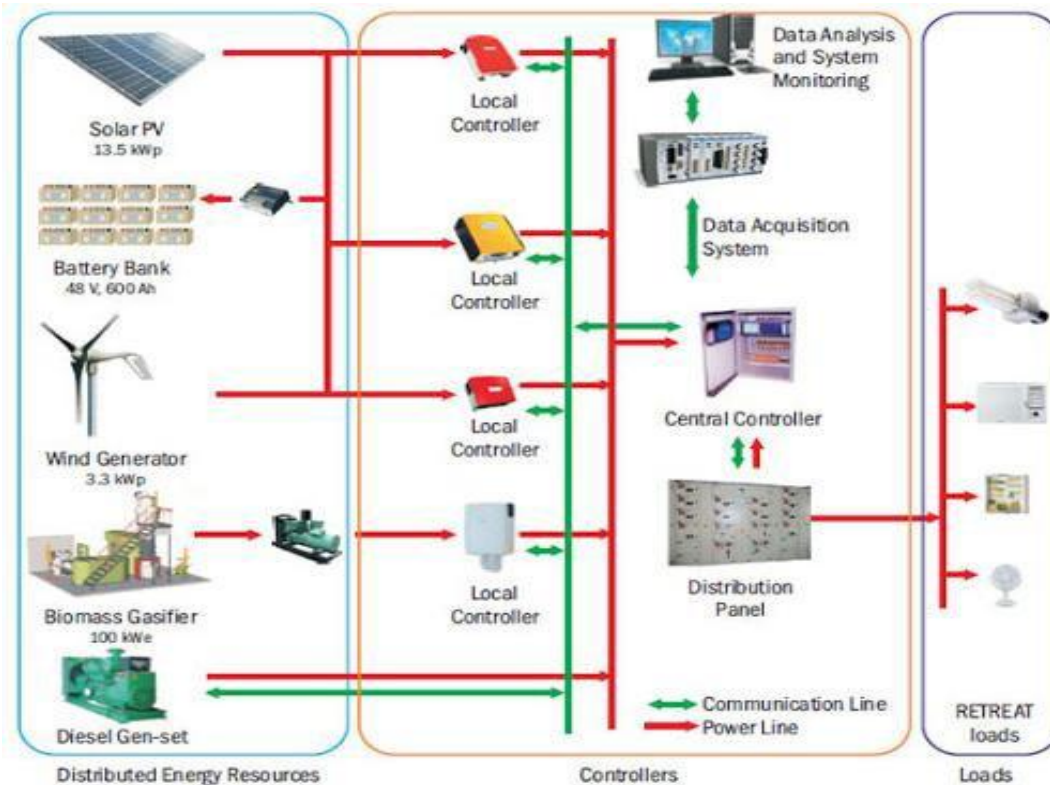 Solar PV
13.5 kWp
Battery Bank
48 V, 600 Ah
Wind Generator
3.3 kWp
Biomass Gasifier
100 kWe
Diesel Gen-set
Distributed Energy Resources
Local
Controller
Local
Controller
Local
Controller
Local
Controller
Data Analysis
and System
Monitoring
Data Acquisition
System
Central Controller
Distribution
Panel
Communication Line
Power Line
Controllers
RETREAT
loads
Loads